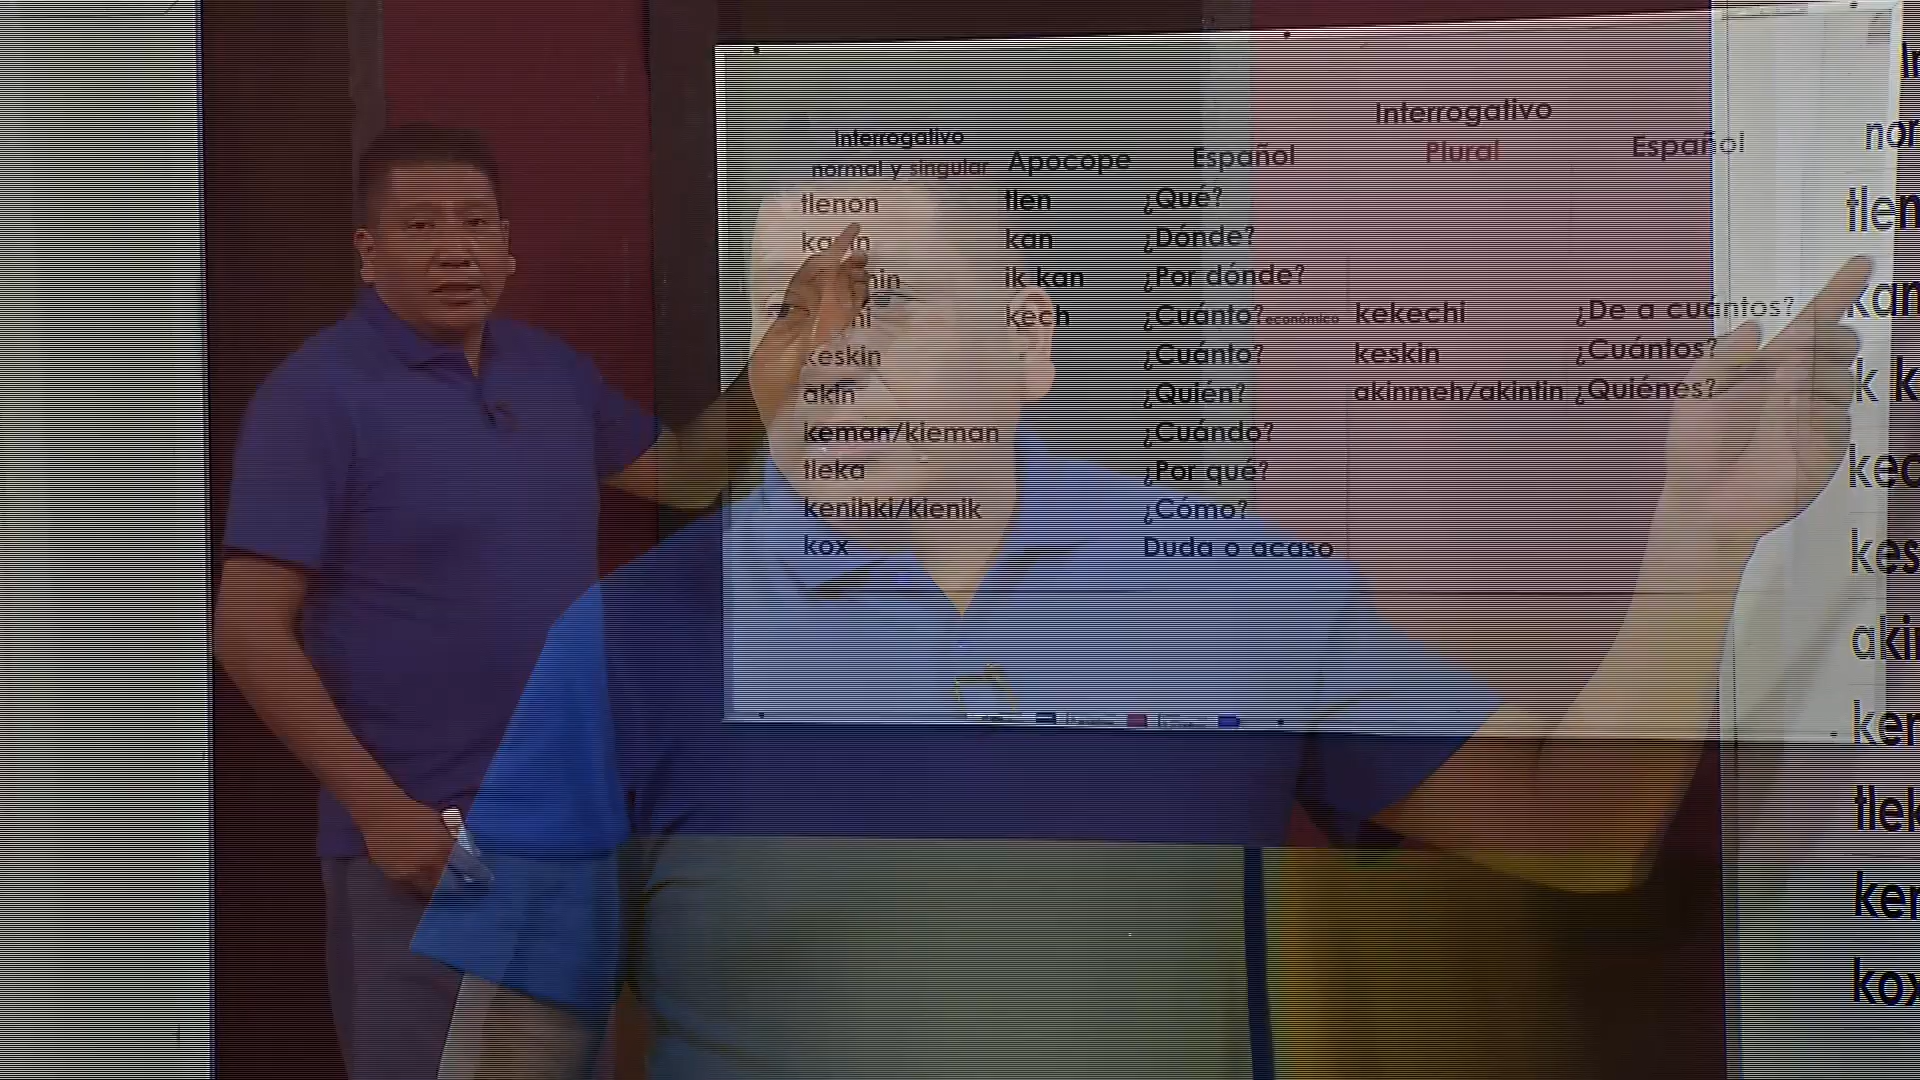 Interrogativo
normal y singular Apocope Español Interrogativo Plural Español
tlenon tlen ¿Qué?
kan ¿Dónde?
ik kan ¿Por dónde?
kech ¿Cuánto? económico kekechi ¿De a cuántos?
keskin ¿Cuánto? keskin ¿Cuántos?
akin ¿Quién? akinmeh/akintin ¿Quiénes?
keman/kieman ¿Cuándo?
tleka ¿Por qué?
kenihki/kienik ¿Cómo?
kox Duda o acaso